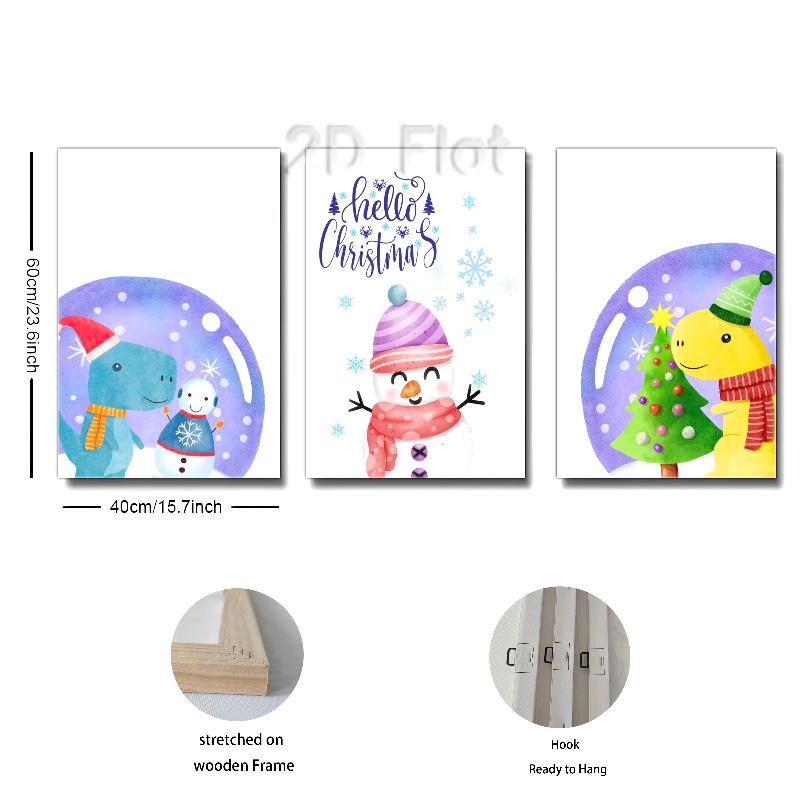 2D Flat
hello
Christmas
60cm/23.6inch
40cm/15.7inch
stretched on
wooden Frame
Hook
Ready to Hang